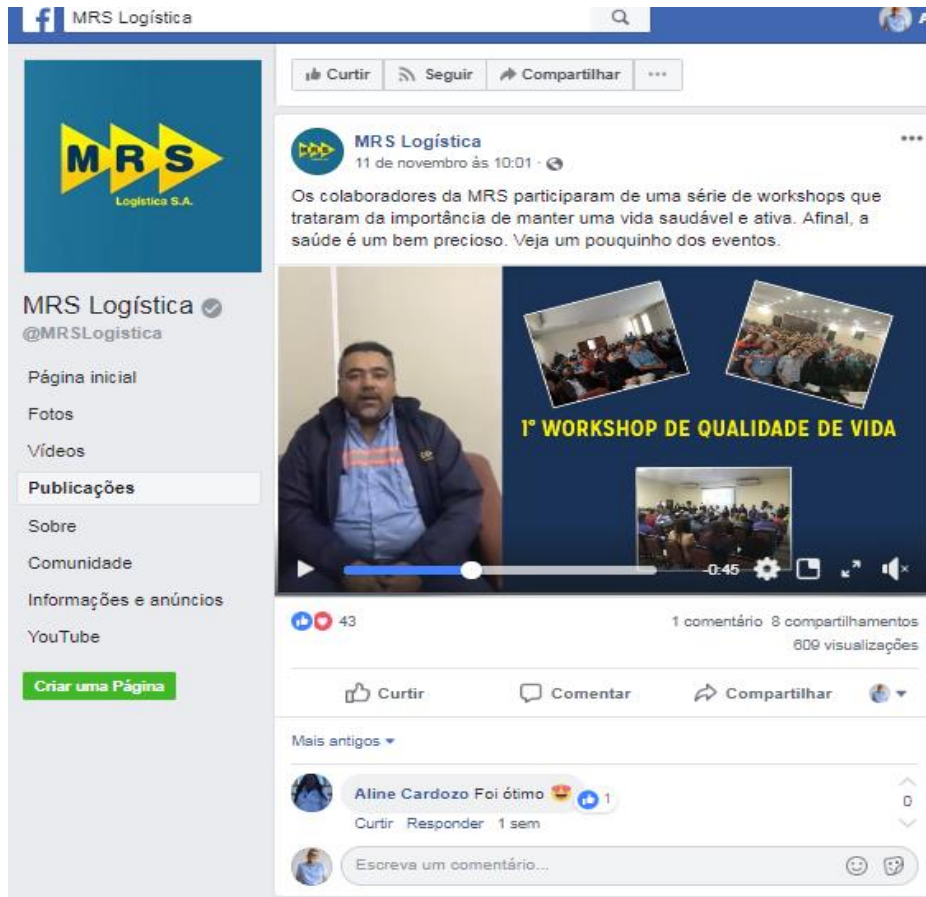 MRS Logística
A
MRS
Logística S.A.
MRS Logística
@MRSLogistica
Página inicial
Fotos
Vídeos
Publicações
Sobre
Comunidade
Informações e anúncios
YouTube
Criar uma Página
Curtir Seguir Compartilhar
MRS Logística
11 de novembro às 10:01
Os colaboradores da MRS participaram de uma série de workshops que
trataram da importância de manter uma vida saudável e ativa. Afinal, a
saúde é um bem precioso. Veja um pouquinho dos eventos.
1° WORKSHOP DE QUALIDADE DE VIDA
-0:45
43
1 comentário 8 compartilhamentos
609 visualizações
Curtir Comentar Compartilhar
Mais antigos
Aline Cardozo Foi ótimo 😍 1
0
Curtir Responder 1 sem
Escreva um comentário...